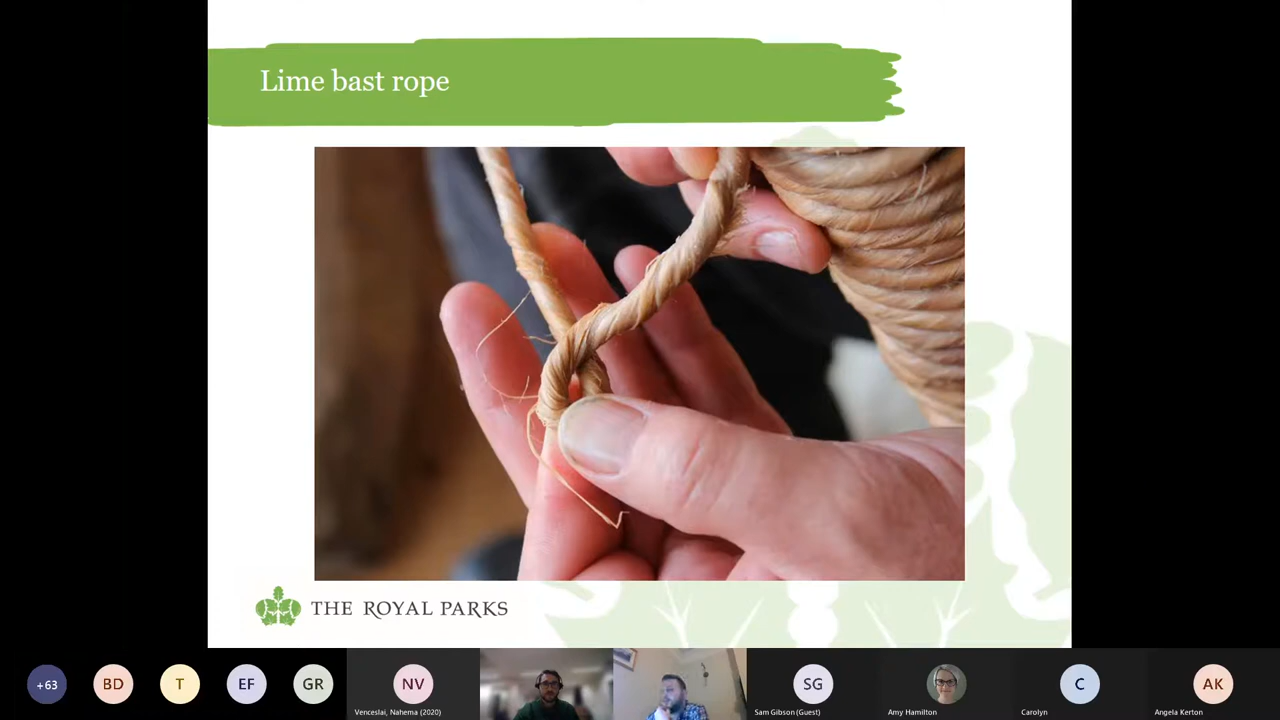 Lime bast rope
THE ROYAL PARKS
+63
BD
T
EF
GR
NV
SG
C
AK
Venceslai, Nahema (2020)
Sam Gibson (Guest)
Amy Hamilton
Carolyn
Angela Kerton